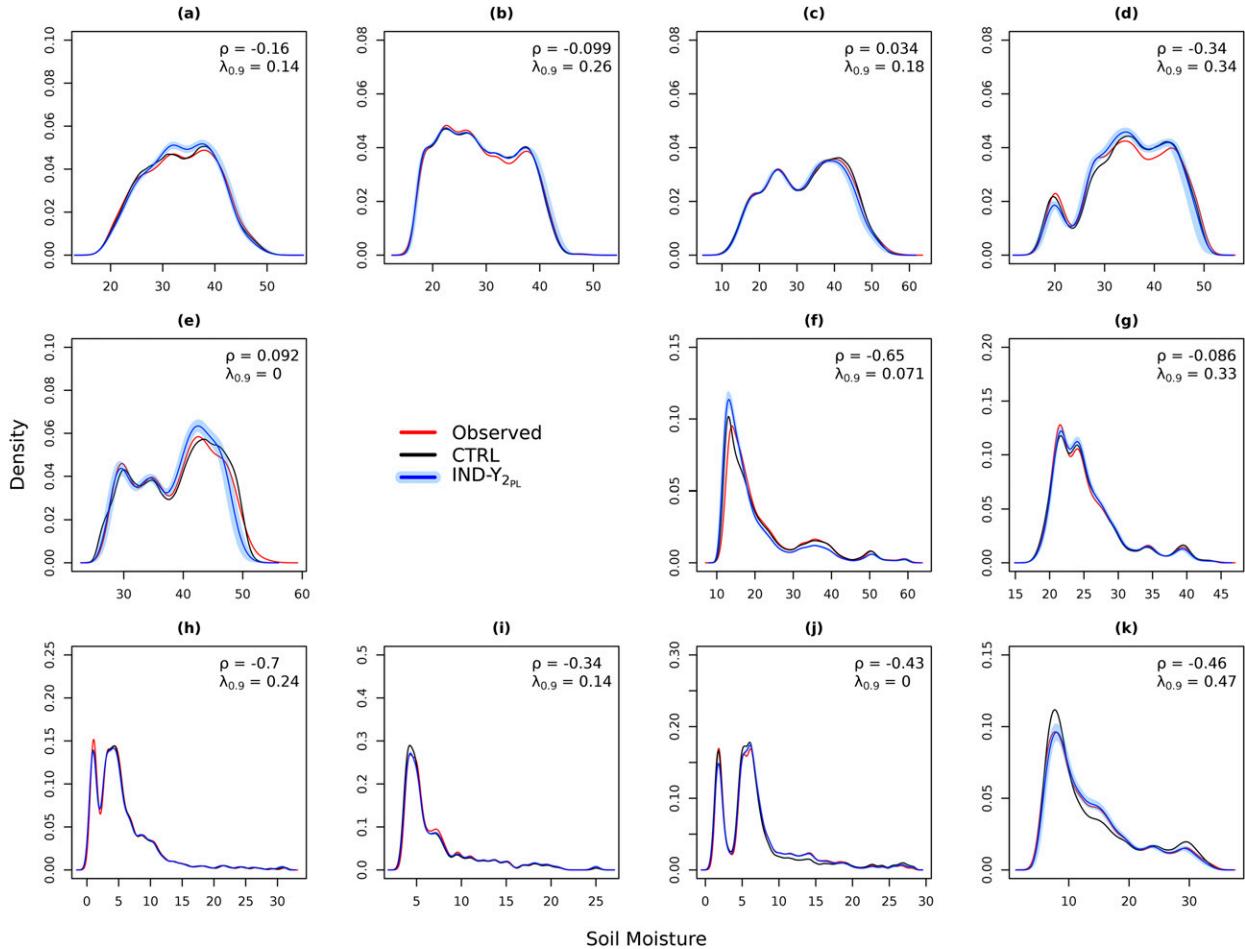 (a)
ρ = -0.16
λ0.9 = 0.14
0.00 0.02 0.04 0.06 0.08 0.10
20 30 40 50
(b)
ρ = -0.099
λ0.9 = 0.26
0.00 0.02 0.04 0.06 0.08
20 30 40 50
(c)
ρ = 0.034
λ0.9 = 0.18
0.00 0.02 0.04 0.06 0.08
10 20 30 40 50 60
(d)
ρ = -0.34
λ0.9 = 0.34
0.00 0.02 0.04 0.06 0.08
20 30 40 50
Density
(e)
ρ = 0.092
λ0.9 = 0
0.00 0.02 0.04 0.06 0.08 0.10
30 40 50 60
Observed
CTRL
IND-Y2PL
(f)
ρ = -0.65
λ0.9 = 0.071
0.00 0.05 0.10 0.15
10 20 30 40 50 60
(g)
ρ = -0.086
λ0.9 = 0.33
0.00 0.05 0.10 0.15 0.20
15 20 25 30 35 40 45
(h)
ρ = -0.7
λ0.9 = 0.24
0.00 0.05 0.10 0.15 0.20 0.25
0 5 10 15 20 25 30
(i)
ρ = -0.34
λ0.9 = 0.14
0.0 0.1 0.2 0.3 0.4 0.5
5 10 15 20 25
(j)
ρ = -0.43
λ0.9 = 0
0.00 0.10 0.20 0.30
0 5 10 15 20 25 30
(k)
ρ = -0.46
λ0.9 = 0.47
0.00 0.05 0.10 0.15
10 20 30
Soil Moisture